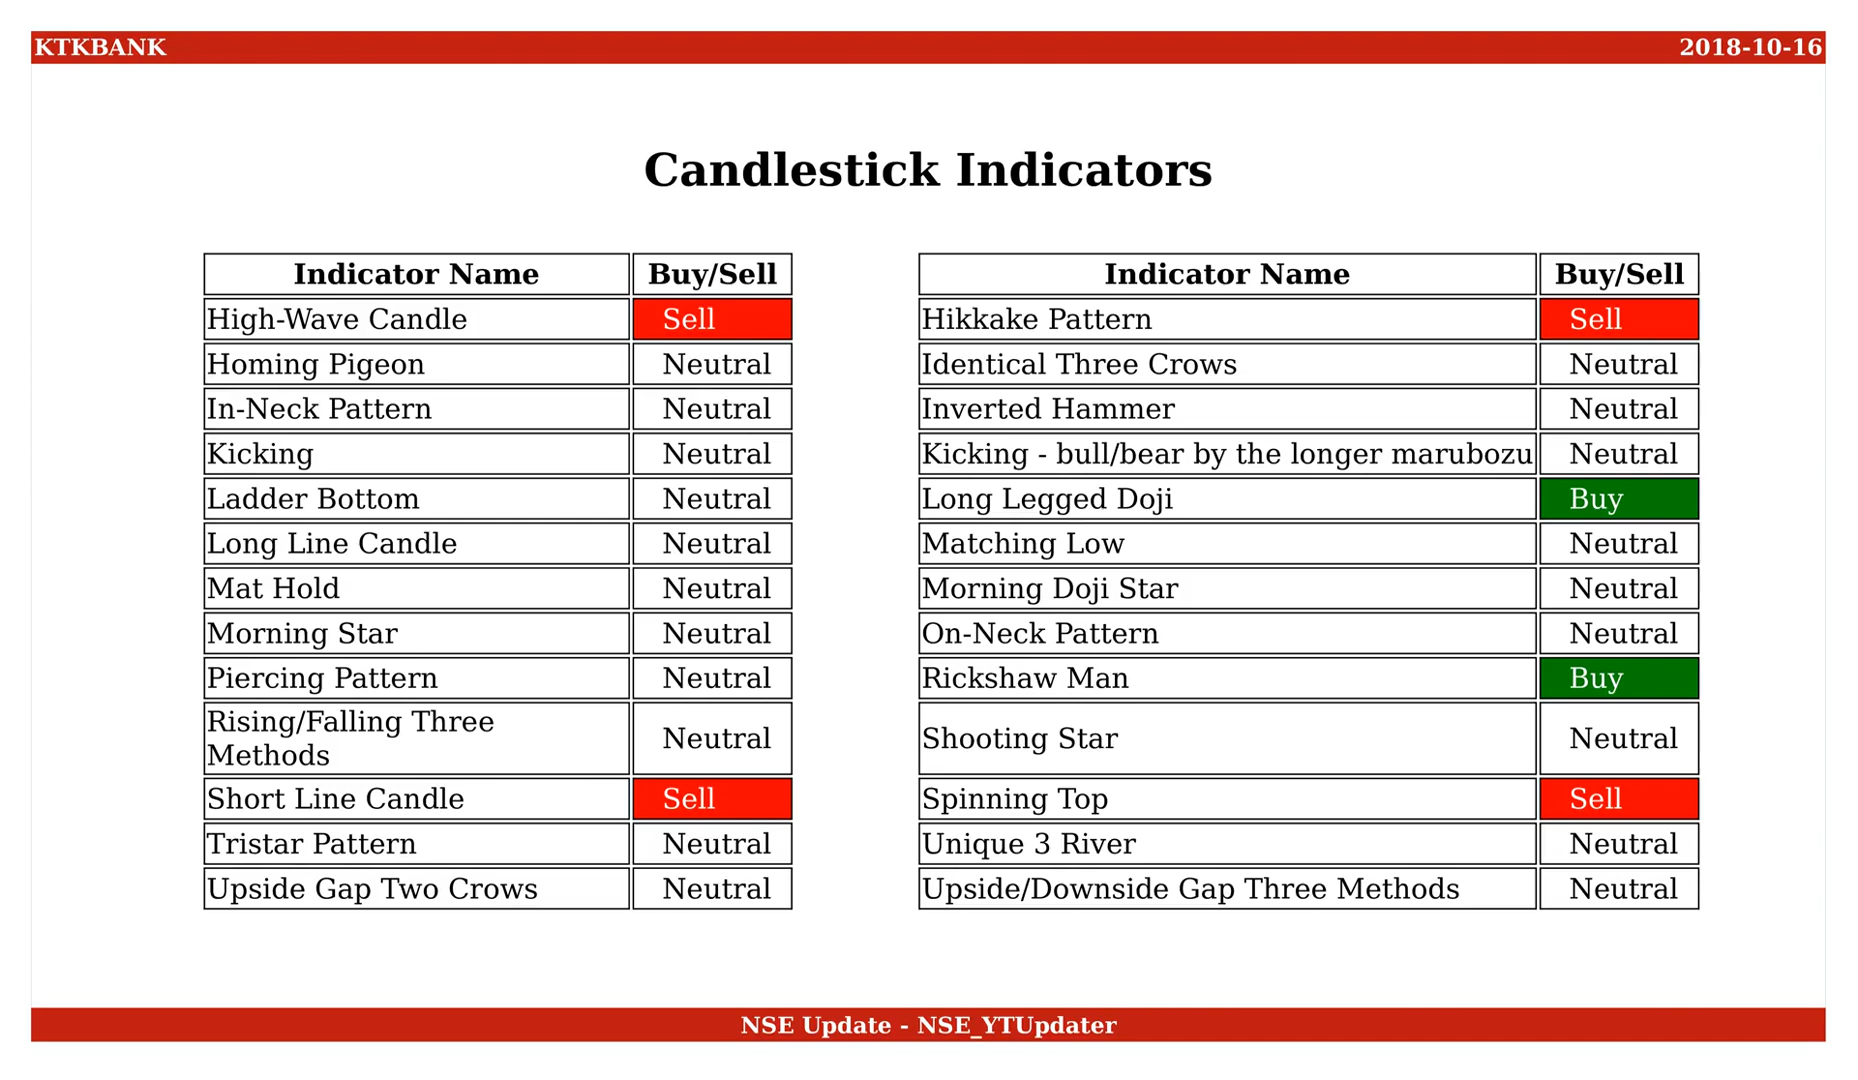 KTKBANK 2018-10-16
Candlestick Indicators
Indicator Name Buy/Sell Indicator Name Buy/Sell
High-Wave Candle Sell Hikkake Pattern Sell
Homing Pigeon Neutral Identical Three Crows Neutral
In-Neck Pattern Neutral Inverted Hammer Neutral
Kicking Neutral Kicking - bull/bear by the longer marubozu Neutral
Ladder Bottom Neutral Long Legged Doji Buy
Long Line Candle Neutral Matching Low Neutral
Mat Hold Neutral Morning Doji Star Neutral
Morning Star Neutral On-Neck Pattern Neutral
Piercing Pattern Neutral Rickshaw Man Buy
Rising/Falling Three
Methods Neutral Shooting Star Neutral
Short Line Candle Sell Spinning Top Sell
Tristar Pattern Neutral Unique 3 River Neutral
Upside Gap Two Crows Neutral Upside/Downside Gap Three Methods Neutral
NSE Update - NSE_YTUpdater